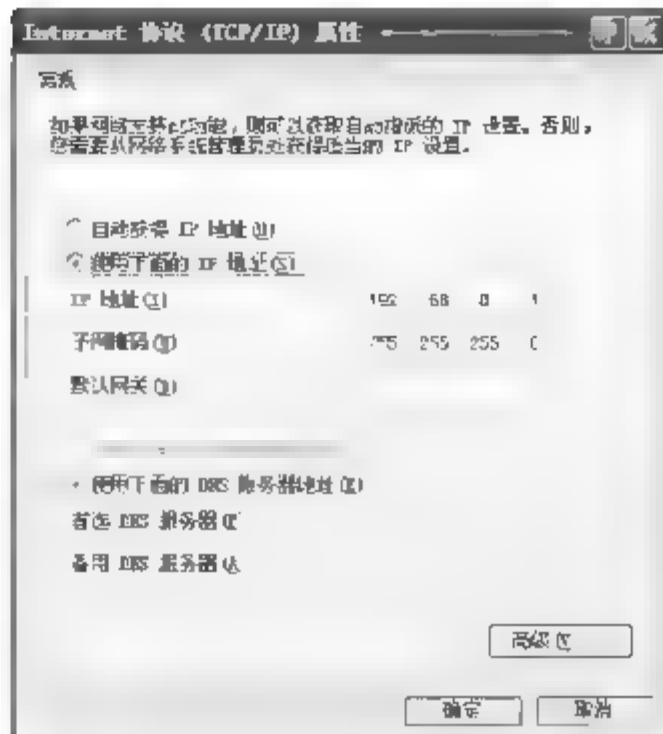 Internet 协议 (TCP/IP) 属性
常规
如果网络支持此功能，则可以获取自动指派的 IP 设置。否则，
您需要从网络系统管理员处获得适当的 IP 设置。
自动获得 IP 地址(O)
使用下面的 IP 地址(S)
IP 地址(I) 192 68 0 1
子网掩码(U) 255 255 255 0
默认网关(D)
使用下面的 DNS 服务器地址(E)
首选 DNS 服务器(P
备用 DNS 服务器(A
高级(V
确定 取消